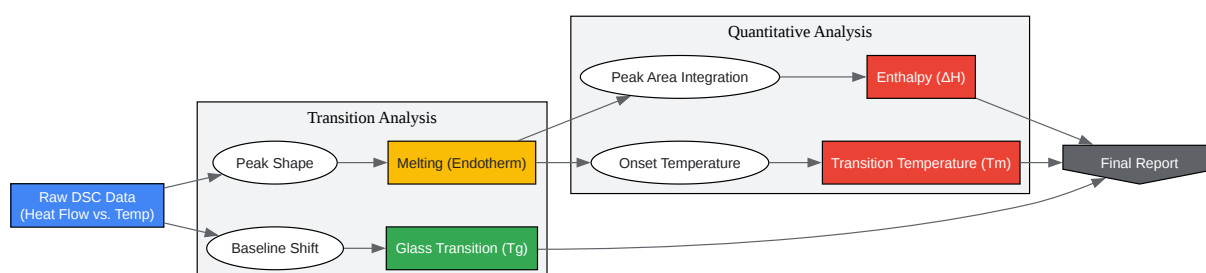 Quantitative Analysis
Peak Area Integration
Enthalpy (ΔH)
Transition Analysis
Peak Shape
Melting (Endotherm)
Onset Temperature
Transition Temperature (Tm)
Final Report
Raw DSC Data
(Heat Flow vs. Temp)
Baseline Shift
Glass Transition (Tg)